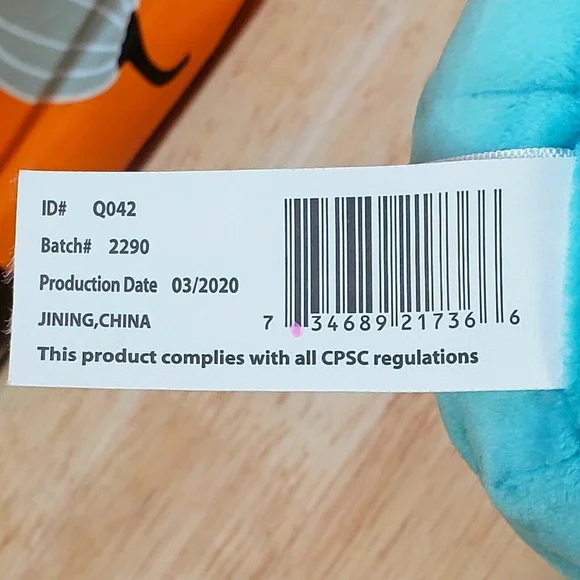 ID# Q042
Batch# 2290
Production Date 03/2020
JINING,CHINA
7 34689 21736 6
This product complies with all CPSC regulations